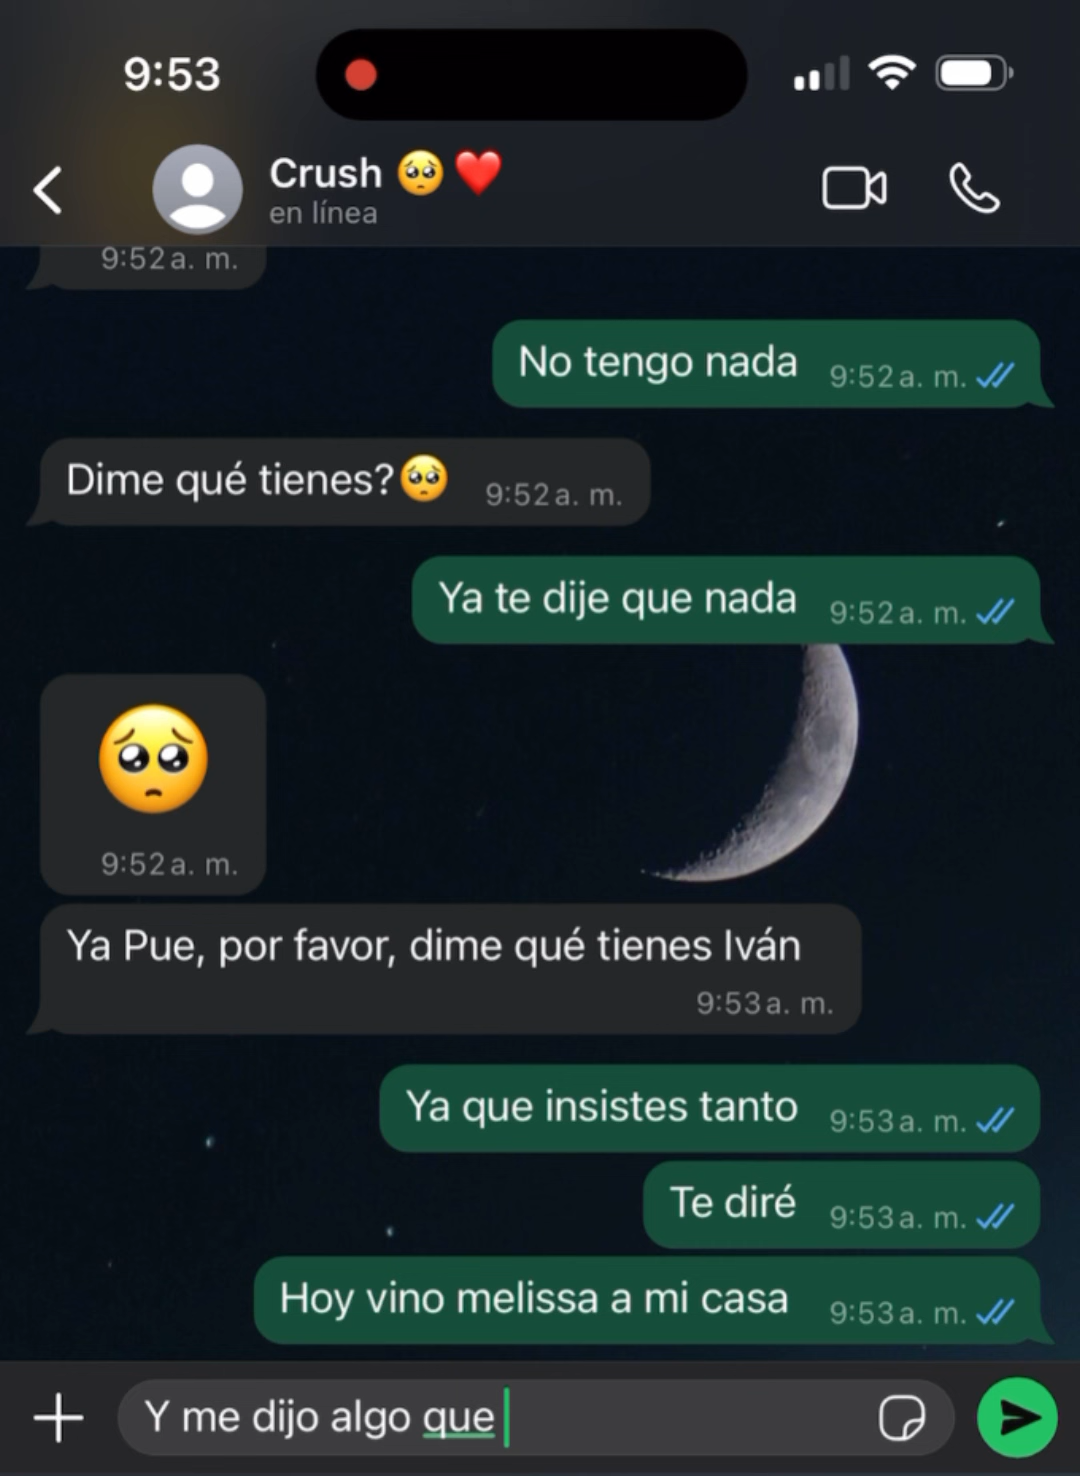 9:53
Crush 🥺❤️
en línea
9:52 a. m.
No tengo nada 9:52 a. m.
Dime qué tienes?🥺 9:52 a. m.
Ya te dije que nada 9:52 a. m.
🥺
9:52 a. m.
Ya Pue, por favor, dime qué tienes Iván
9:53 a. m.
Ya que insistes tanto 9:53 a. m.
Te diré 9:53 a. m.
Hoy vino melissa a mi casa 9:53 a. m.
Y me dijo algo que